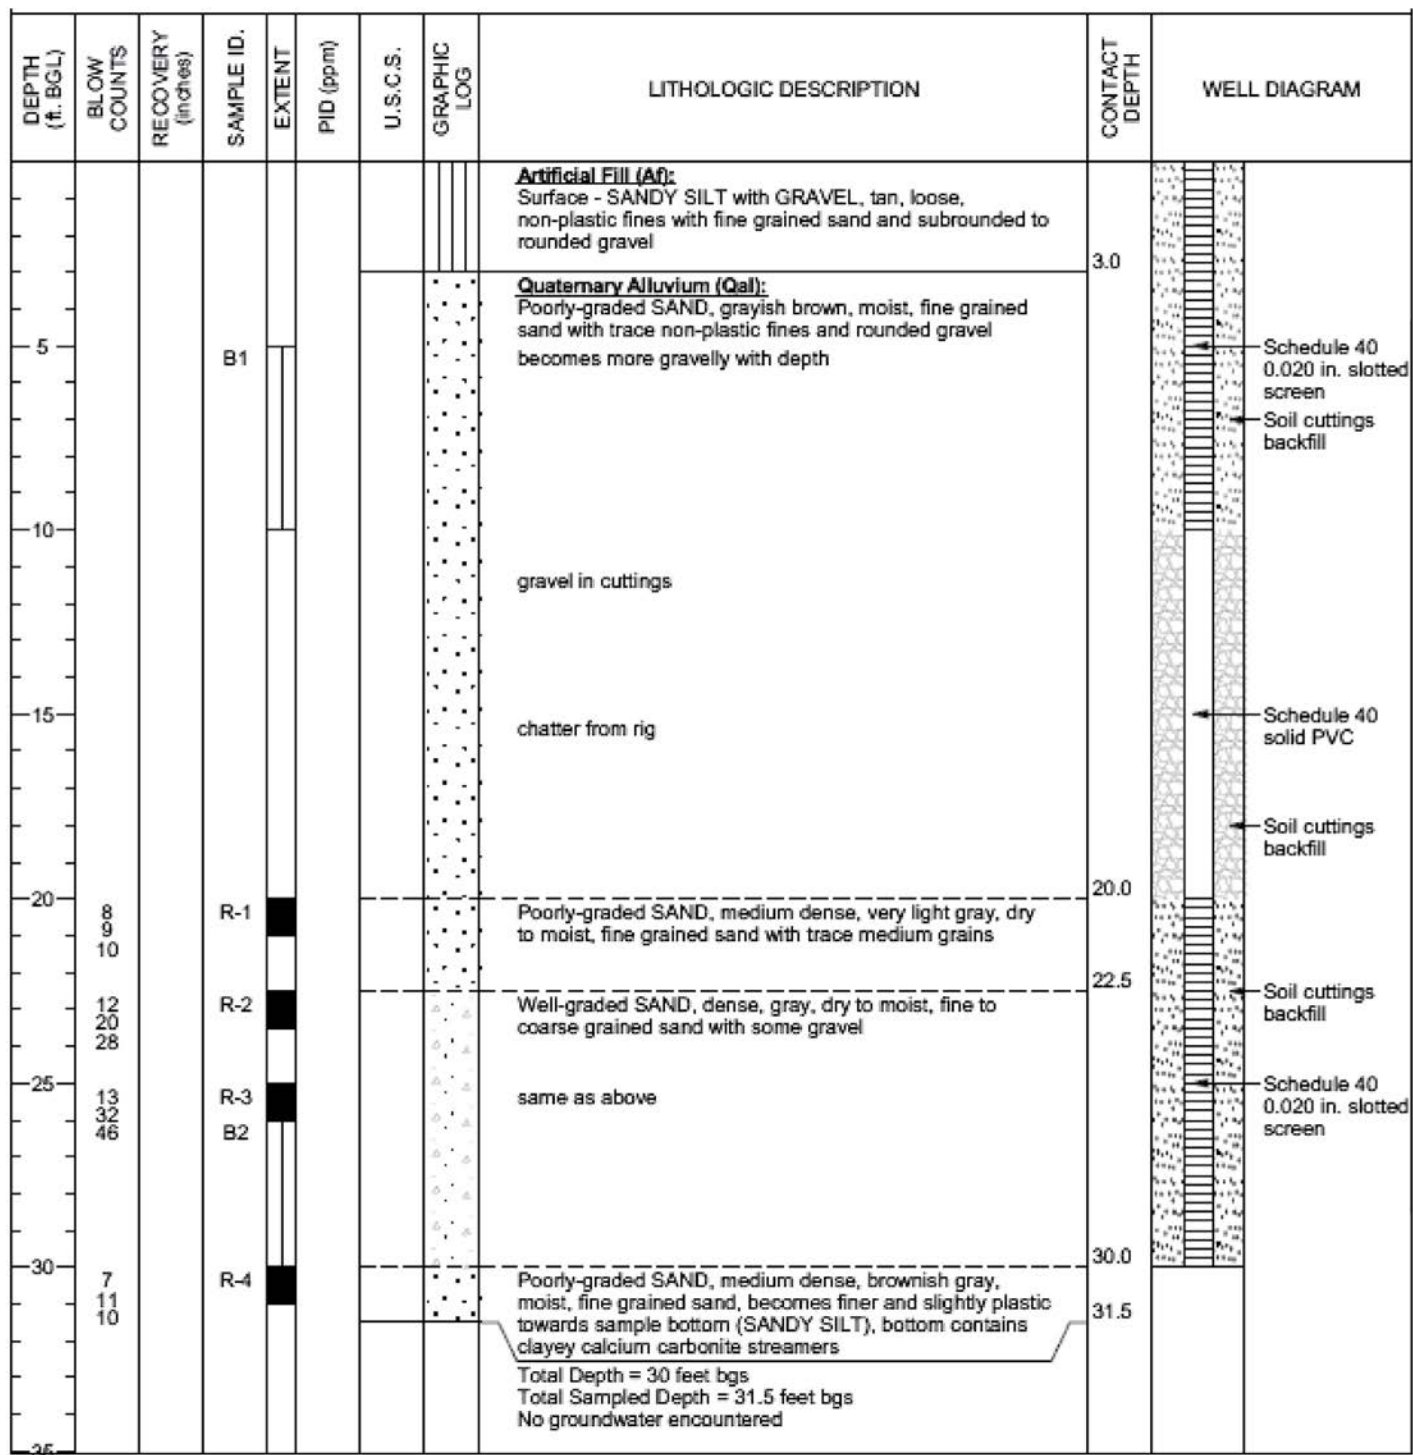 DEPTH
(ft. BGL)
BLOW
COUNTS
RECOVERY
(inches)
SAMPLE ID.
EXTENT
PID (ppm)
U.S.C.S.
GRAPHIC
LOG
LITHOLOGIC DESCRIPTION
CONTACT
DEPTH
WELL DIAGRAM
Artificial Fill (Af):
Surface - SANDY SILT with GRAVEL, tan, loose,
non-plastic fines with fine grained sand and subrounded to
rounded gravel
3.0
Quaternary Alluvium (Qal):
Poorly-graded SAND, grayish brown, moist, fine grained
sand with trace non-plastic fines and rounded gravel
5
B1
becomes more gravelly with depth
Schedule 40
0.020 in. slotted
screen
Soil cuttings
backfill
10
gravel in cuttings
15
chatter from rig
Schedule 40
solid PVC
Soil cuttings
backfill
20
20.0
8
9
10
R-1
Poorly-graded SAND, medium dense, very light gray, dry
to moist, fine grained sand with trace medium grains
22.5
12
20
28
R-2
Well-graded SAND, dense, gray, dry to moist, fine to
coarse grained sand with some gravel
Soil cuttings
backfill
25
13
32
46
R-3
B2
same as above
Schedule 40
0.020 in. slotted
screen
30
30.0
7
11
10
R-4
Poorly-graded SAND, medium dense, brownish gray,
moist, fine grained sand, becomes finer and slightly plastic
towards sample bottom (SANDY SILT), bottom contains
clayey calcium carbonite streamers
31.5
Total Depth = 30 feet bgs
Total Sampled Depth = 31.5 feet bgs
No groundwater encountered
35